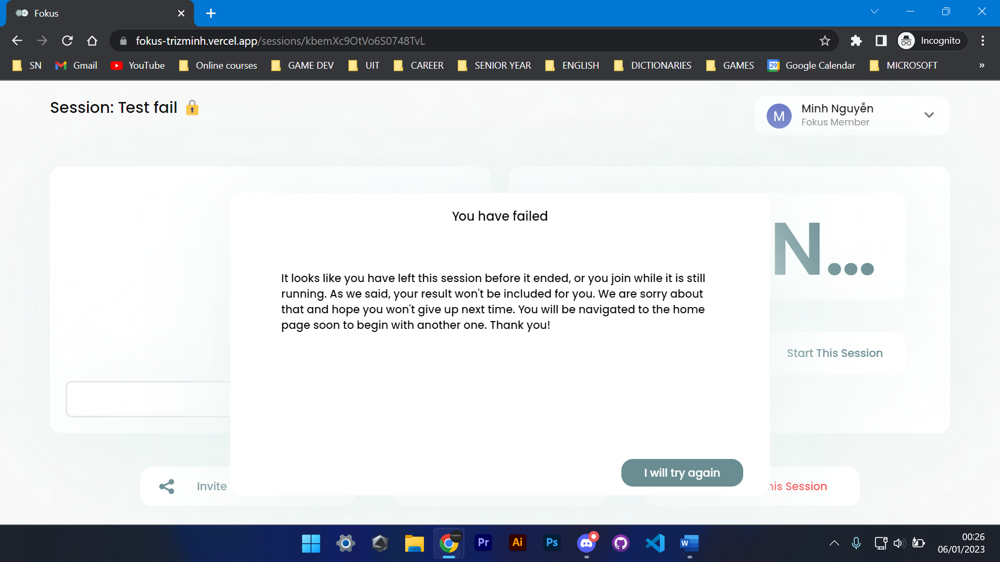 Fokus
fokus-trizminh.vercel.app/sessions/kbemXc9OtVo6S0748TvL
Incognito
SN
Gmail
YouTube
Online courses
GAME DEV
UIT
CAREER
SENIOR YEAR
ENGLISH
DICTIONARIES
GAMES
29
Google Calendar
MICROSOFT
»
Session: Test fail
M
Minh Nguyễn
Fokus Member
You have failed
N...
It looks like you have left this session before it ended, or you join while it is still
running. As we said, your result won't be included for you. We are sorry about
that and hope you won't give up next time. You will be navigated to the home
page soon to begin with another one. Thank you!
Start This Session
I will try again
Invite
his Session
Pr
Ai
Ps
W
00:26
06/01/2023